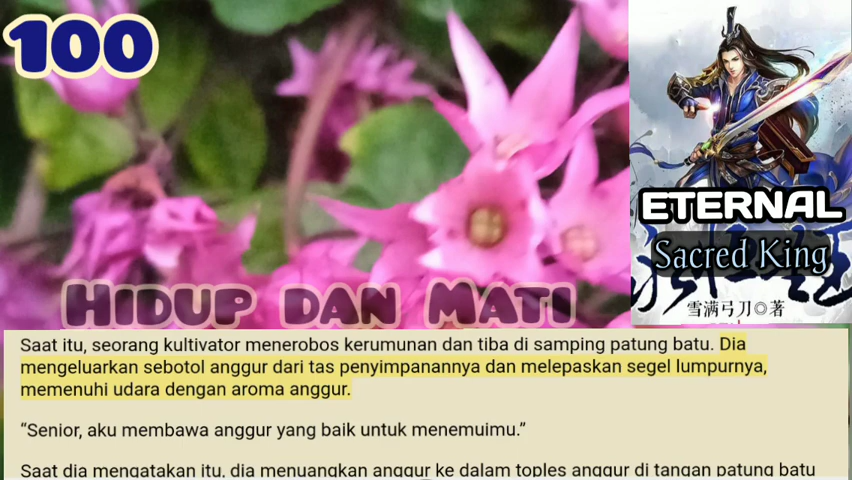 100
HIDUP DAN MATI
ETERNAL
Sacred King
雪满弓刀◎著
Saat itu, seorang kultivator menerobos kerumunan dan tiba di samping patung batu. Dia
mengeluarkan sebotol anggur dari tas penyimpanannya dan melepaskan segel lumpurnya,
memenuhi udara dengan aroma anggur.
“Senior, aku membawa anggur yang baik untuk menemuimu.”
Saat dia mengatakan itu, dia menuangkan anggur ke dalam toples anggur di tangan patung batu